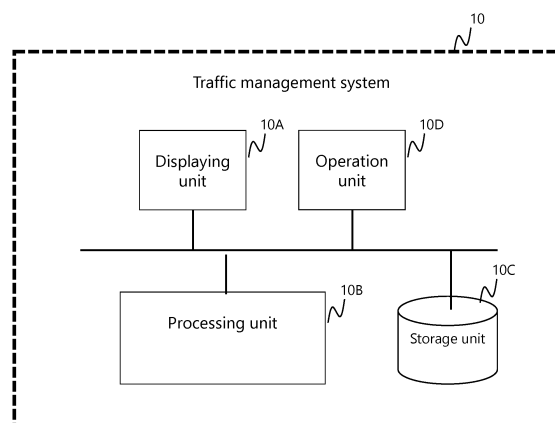 10
Traffic management system
10A
10D
Displaying
unit
Operation
unit
10B
10C
Processing unit
Storage unit